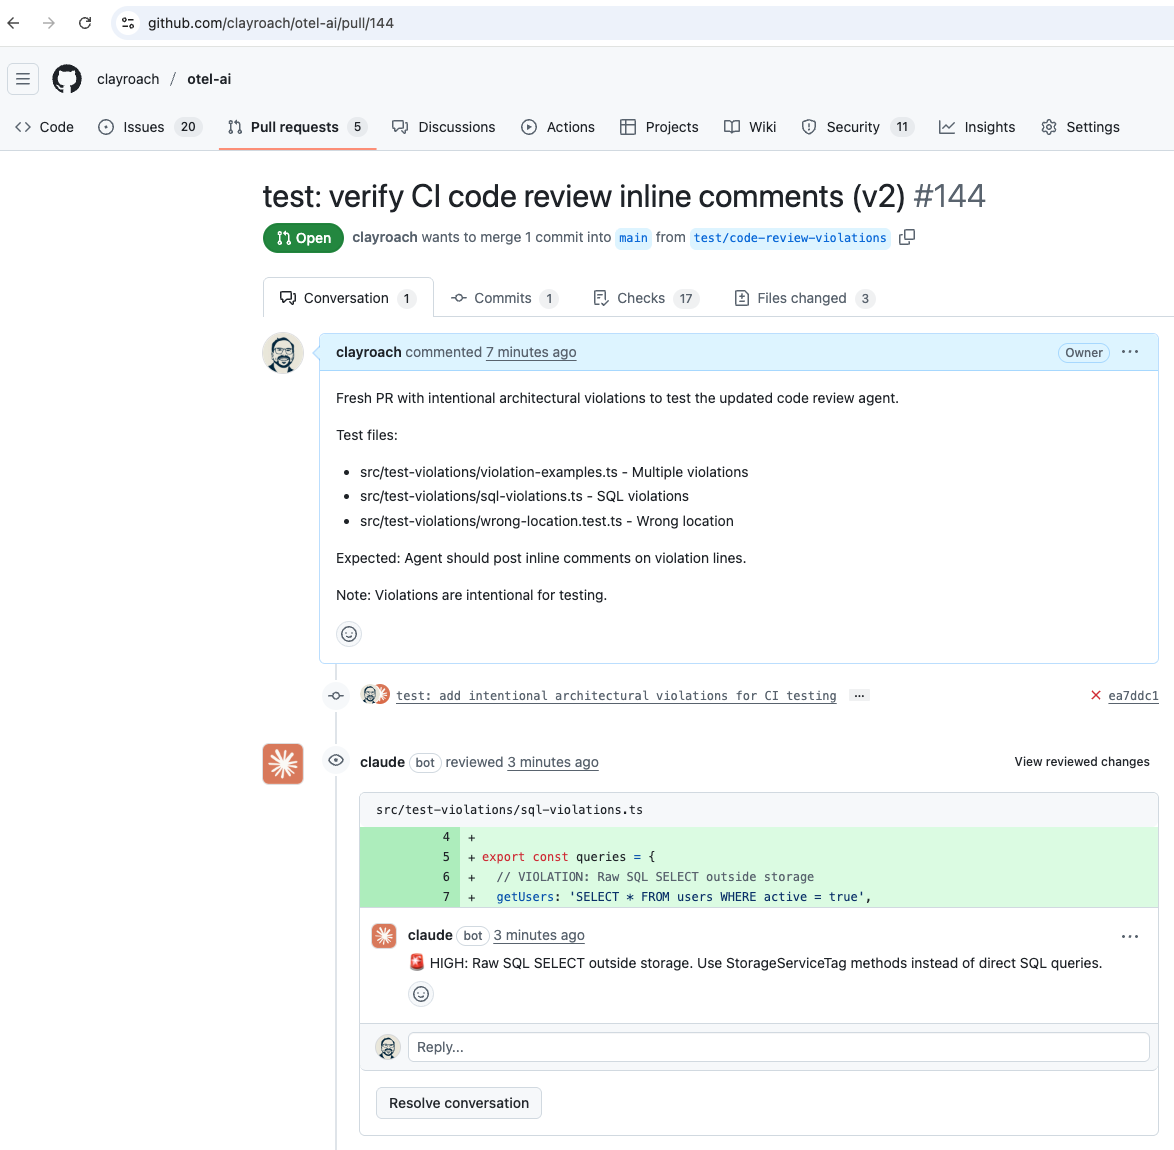 github.com/clayroach/otel-ai/pull/144
clayroach / otel-ai
Code Issues 20 Pull requests 5 Discussions Actions Projects Wiki Security 11 Insights Settings
test: verify CI code review inline comments (v2) #144
Open clayroach wants to merge 1 commit into main from test/code-review-violations
Conversation 1 Commits 1 Checks 17 Files changed 3
clayroach commented 7 minutes ago Owner ...
Fresh PR with intentional architectural violations to test the updated code review agent.
Test files:
• src/test-violations/violation-examples.ts - Multiple violations
• src/test-violations/sql-violations.ts - SQL violations
• src/test-violations/wrong-location.test.ts - Wrong location
Expected: Agent should post inline comments on violation lines.
Note: Violations are intentional for testing.
test: add intentional architectural violations for CI testing ... ea7ddc1
claude bot reviewed 3 minutes ago View reviewed changes
src/test-violations/sql-violations.ts
4 +
5 + export const queries = {
6 + // VIOLATION: Raw SQL SELECT outside storage
7 + getUsers: 'SELECT * FROM users WHERE active = true',
claude bot 3 minutes ago ...
🚨 HIGH: Raw SQL SELECT outside storage. Use StorageServiceTag methods instead of direct SQL queries.
Reply...
Resolve conversation